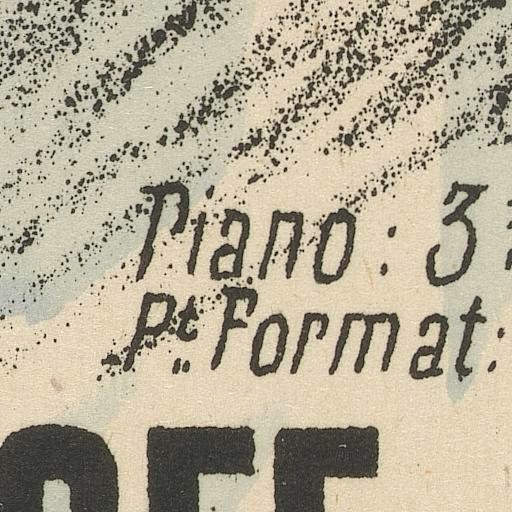 Piano : 3
Pt Format: